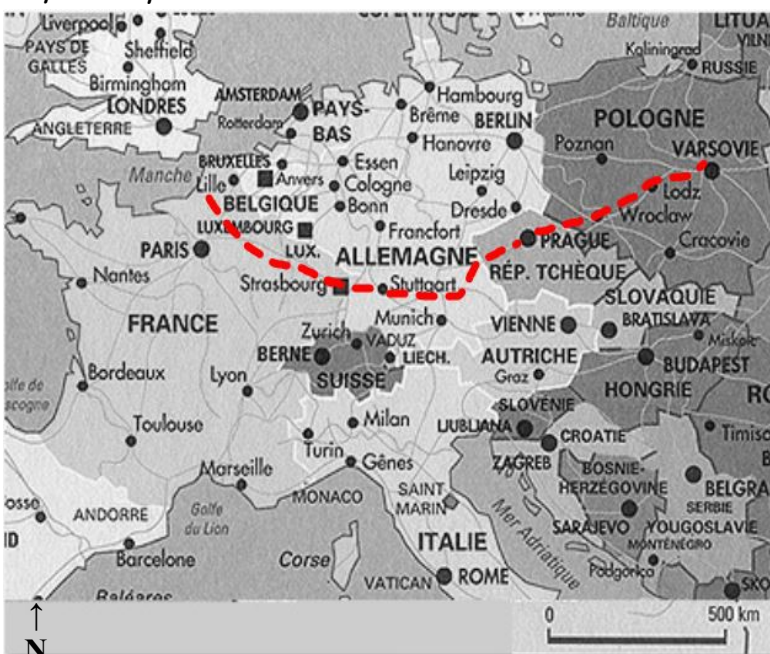 Liverpool
Baltique
LITUA
PAYS DE
GALLES
Sheffield
Kaliningrad
RUSSIE
Birmingham
LONDRES
ANGLETERRE
AMSTERDAM
PAYS-
BAS
Rotterdam
Hambourg
Brême
BERLIN
Hanovre
POLOGNE
Poznan
VARSOVIE
Manche
BRUXELLES
Lille
Anvers
Essen
Cologne
Leipzig
Lodz
BELGIQUE
Bonn
Dresde
Wroclaw
LUXEMBOURG
LUX.
Francfort
PARIS
ALLEMAGNE
PRAGUE
Cracovie
RÉP. TCHÈQUE
Nantes
Strasbourg
Stuttgart
SLOVAQUIE
FRANCE
Munich
VIENNE
BRATISLAVA
Zurich
VADUZ
Miskolc
BERNE
LIECH.
AUTRICHE
BUDAPEST
SUISSE
Graz
HONGRIE
Bordeaux
Lyon
SLOVÉNIE
Toulouse
Milan
LJUBLJANA
CROATIE
Timiso
Turin
ZAGREB
Marseille
Gênes
BOSNIE-
HERZÉGOVINE
BELGRA
MONACO
SAINT
MARIN
SERBIE
ANDORRE
Golfe
du Lion
Mer Adriatique
SARAJEVO
YOUGOSLAVIE
MONTÉNÉGRO
ITALIE
Barcelone
Corse
Podgorica
VATICAN
ROME
SKO
Baléares
0
500 km
N